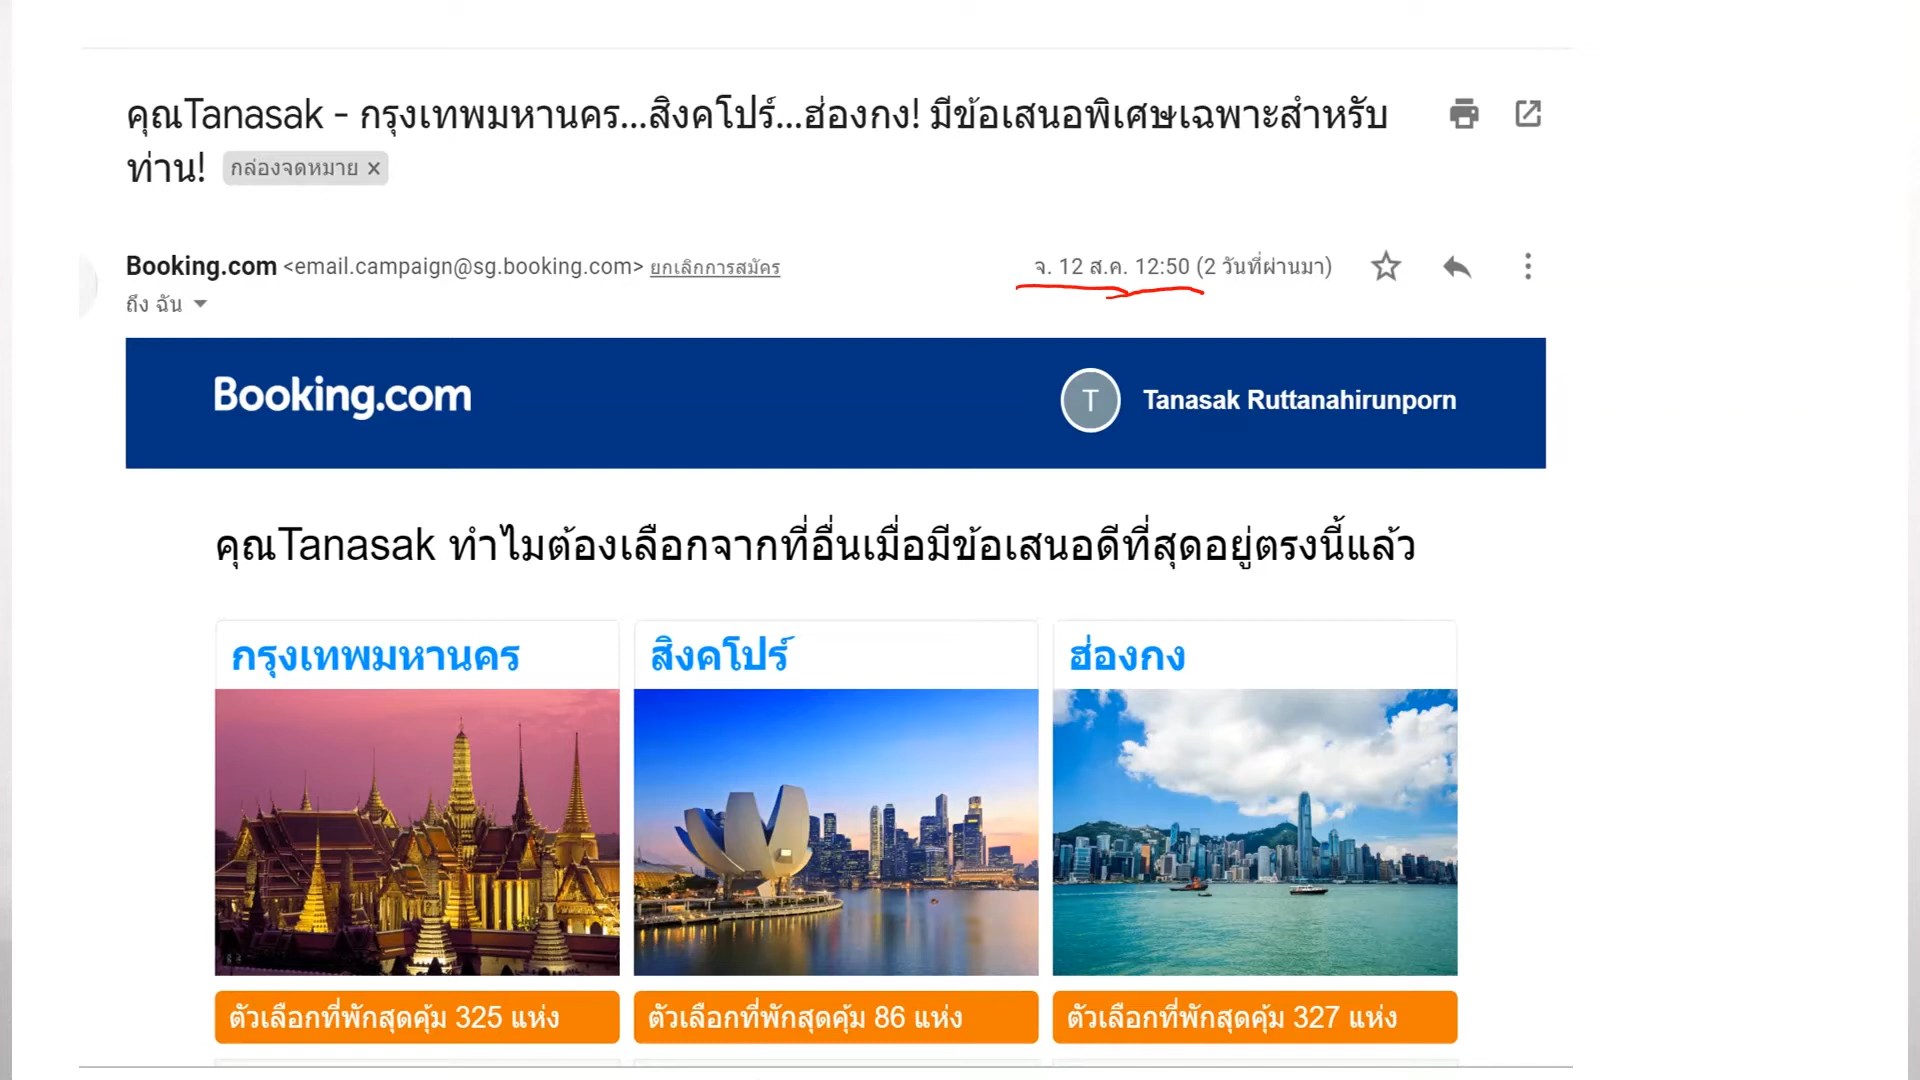 คุณTanasak - กรุงเทพมหานคร...สิงคโปร์...ฮ่องกง! มีข้อเสนอพิเศษเฉพาะสำหรับ
ท่าน! กล่องจดหมาย ×
Booking.com <email.campaign@sg.booking.com> ยกเลิกการสมัคร จ. 12 ส.ค. 12:50 (2 วันที่ผ่านมา)
ถึง ฉัน
Booking.com T Tanasak Ruttanahirunporn
คุณTanasak ทำไมต้องเลือกจากที่อื่นเมื่อมีข้อเสนอดีที่สุดอยู่ตรงนี้แล้ว
กรุงเทพมหานคร สิงคโปร์ ฮ่องกง
ตัวเลือกที่พักสุดคุ้ม 325 แห่ง ตัวเลือกที่พักสุดคุ้ม 86 แห่ง ตัวเลือกที่พักสุดคุ้ม 327 แห่ง